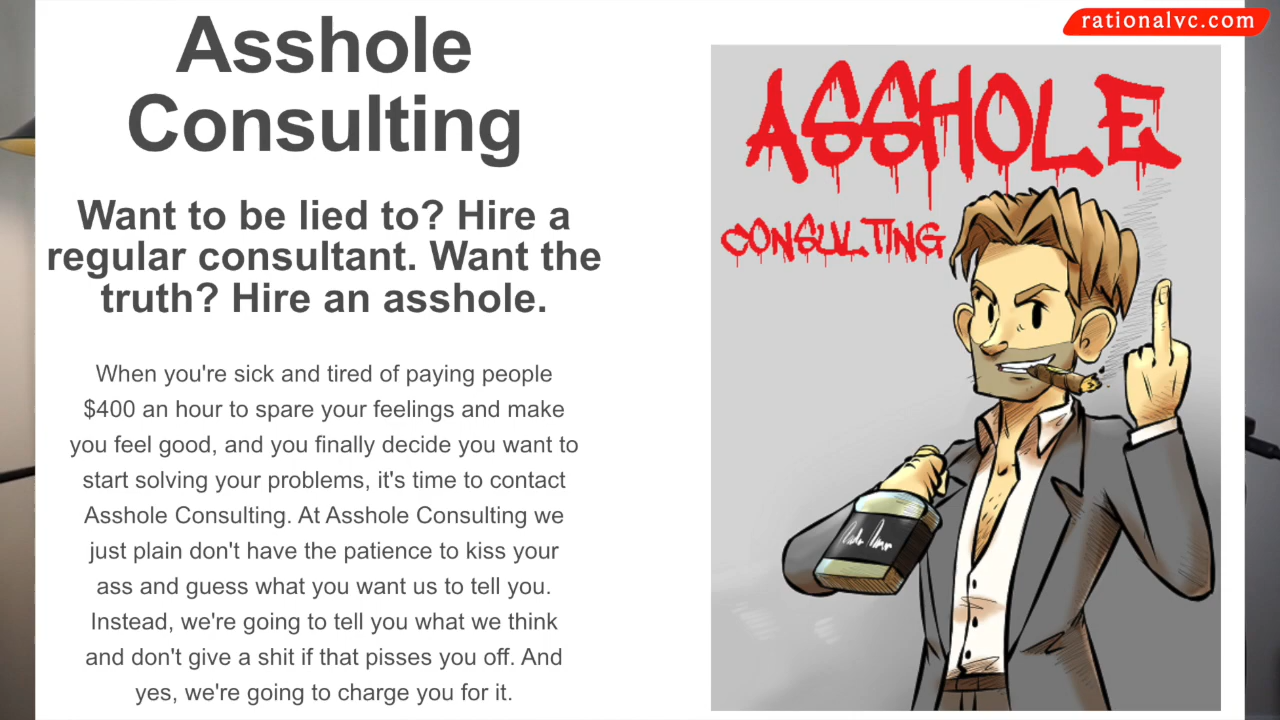 rationalvc.com
Asshole
Consulting
Want to be lied to? Hire a
regular consultant. Want the
truth? Hire an asshole.
When you're sick and tired of paying people
$400 an hour to spare your feelings and make
you feel good, and you finally decide you want to
start solving your problems, it's time to contact
Asshole Consulting. At Asshole Consulting we
just plain don't have the patience to kiss your
ass and guess what you want us to tell you.
Instead, we're going to tell you what we think
and don't give a shit if that pisses you off. And
yes, we're going to charge you for it.
ASSHOLE
CONSULTING